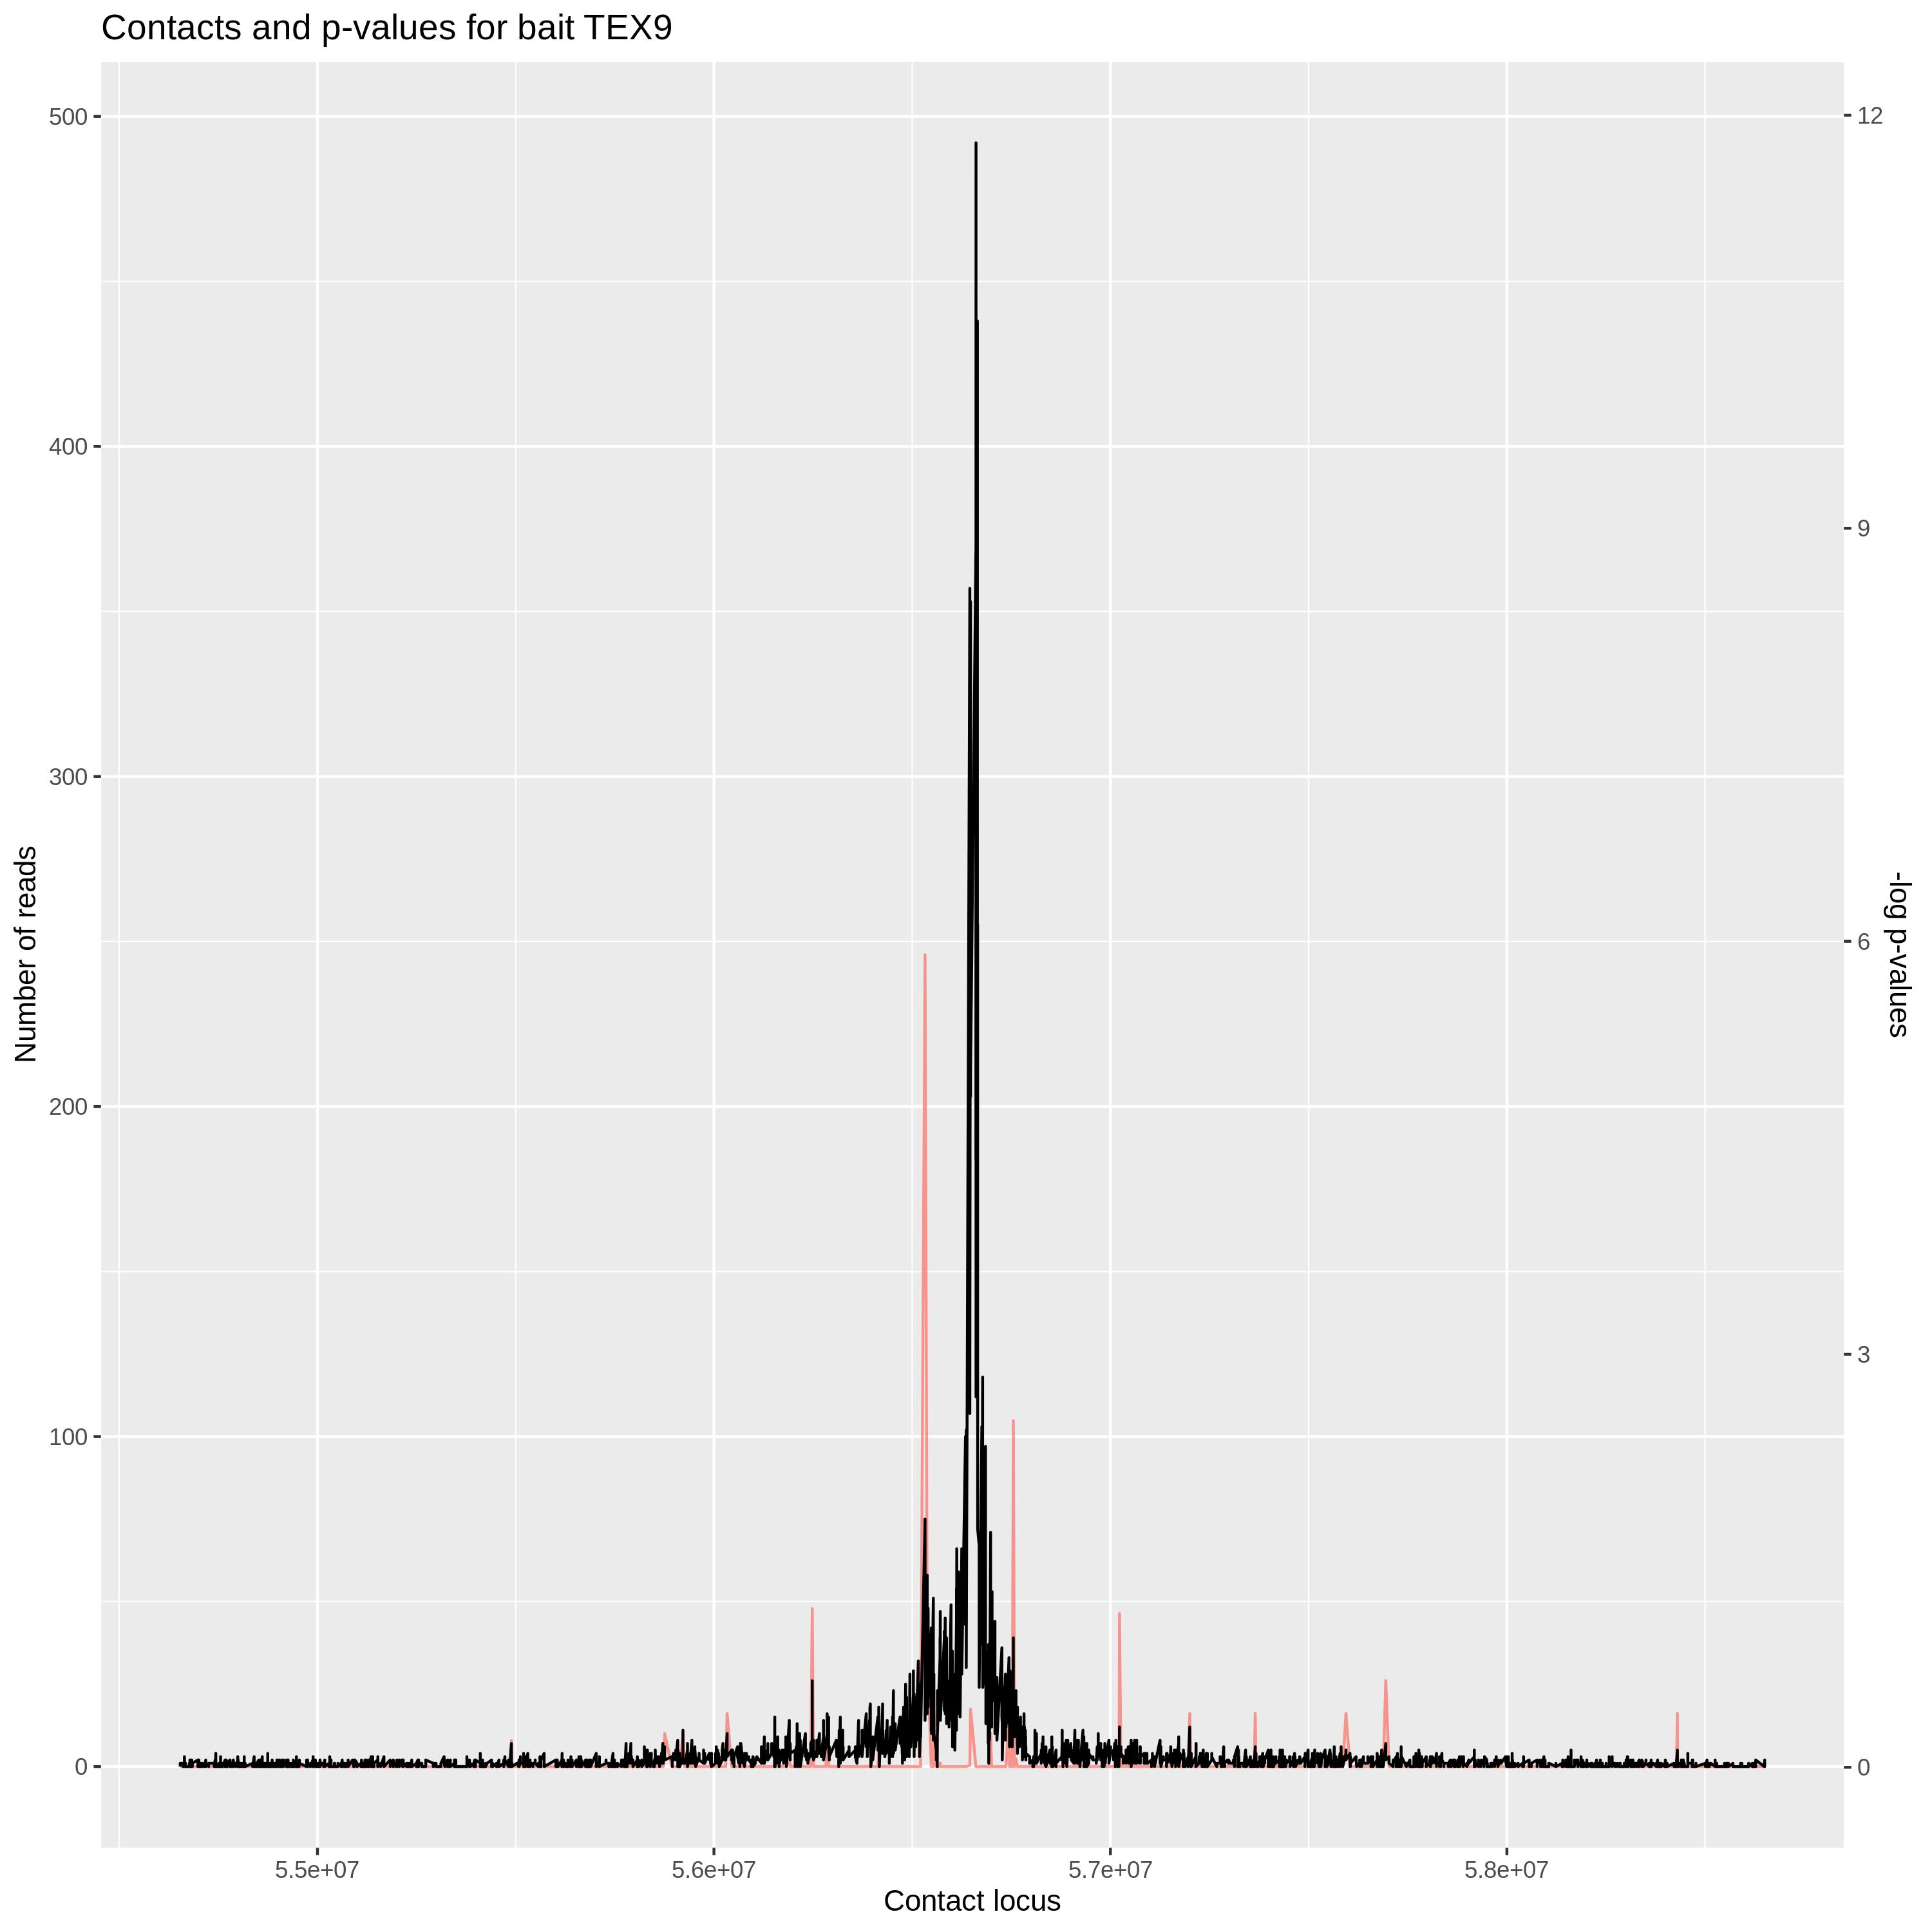 Contacts and p-values for bait TEX9
500
400
300
200
100
0
Number of reads
12
9
6
3
0
-log p-values
5.5e+07
5.6e+07
5.7e+07
5.8e+07
Contact locus